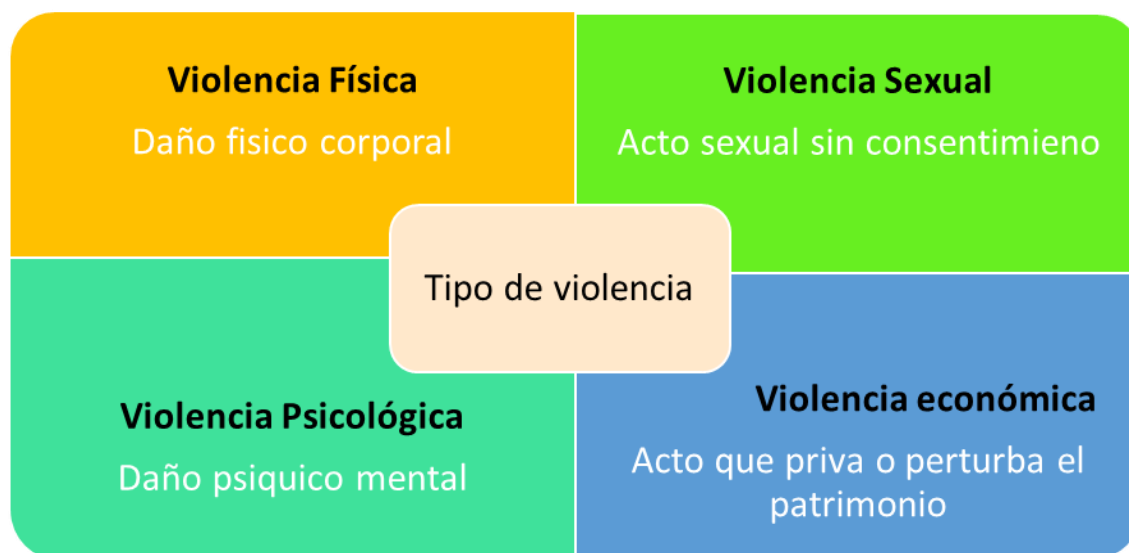 Violencia Física
Daño fisico corporal
Violencia Sexual
Acto sexual sin consentimieno
Tipo de violencia
Violencia Psicológica
Daño psiquico mental
Violencia económica
Acto que priva o perturba el
patrimonio